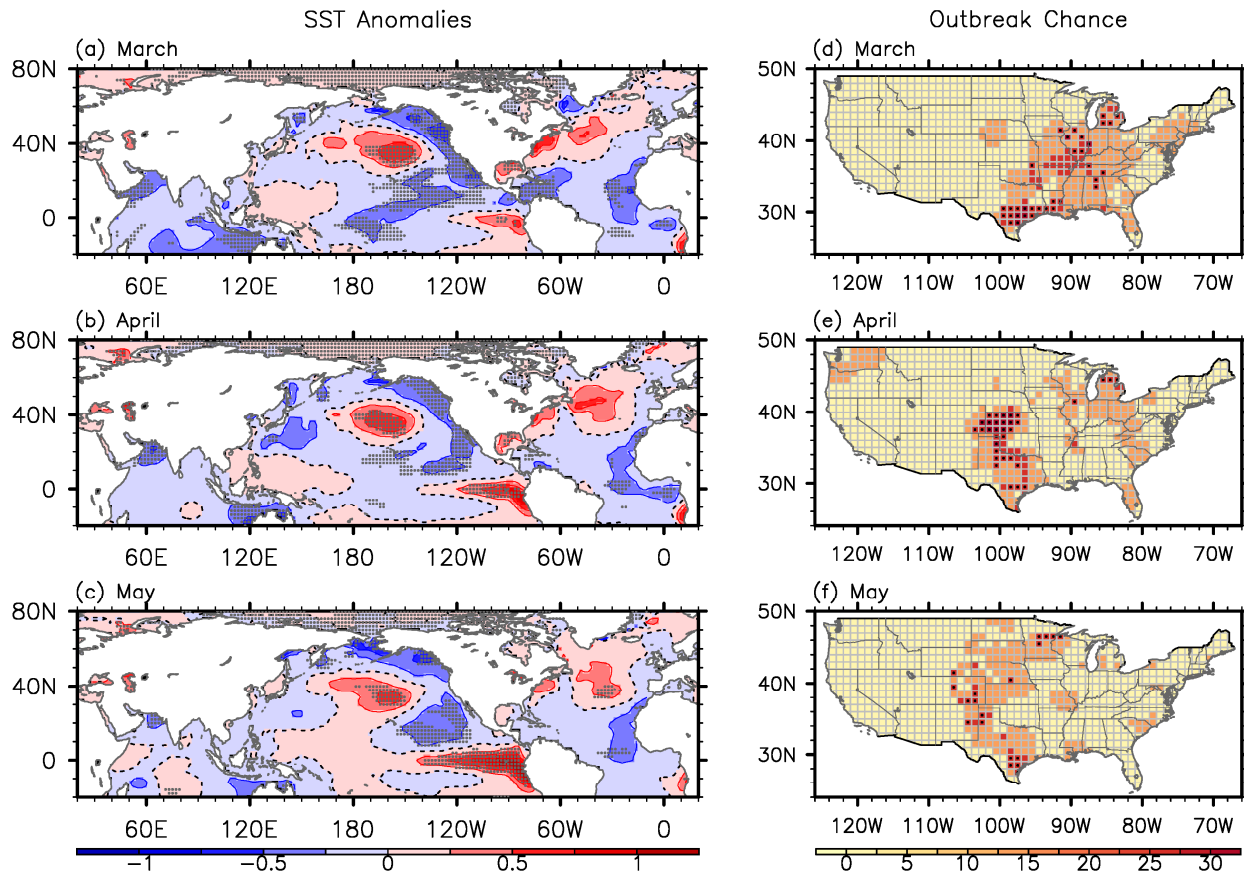 SST Anomalies
Outbreak Chance
(a) March
(d) March
80N
40N
0
60E 120E 180 120W 60W 0
50N
40N
30N
120W 110W 100W 90W 80W 70W
(b) April
(e) April
80N
40N
0
60E 120E 180 120W 60W 0
50N
40N
30N
120W 110W 100W 90W 80W 70W
(c) May
(f) May
80N
40N
0
60E 120E 180 120W 60W 0
50N
40N
30N
120W 110W 100W 90W 80W 70W
−1 −0.5 0 0.5 1
0 5 10 15 20 25 30